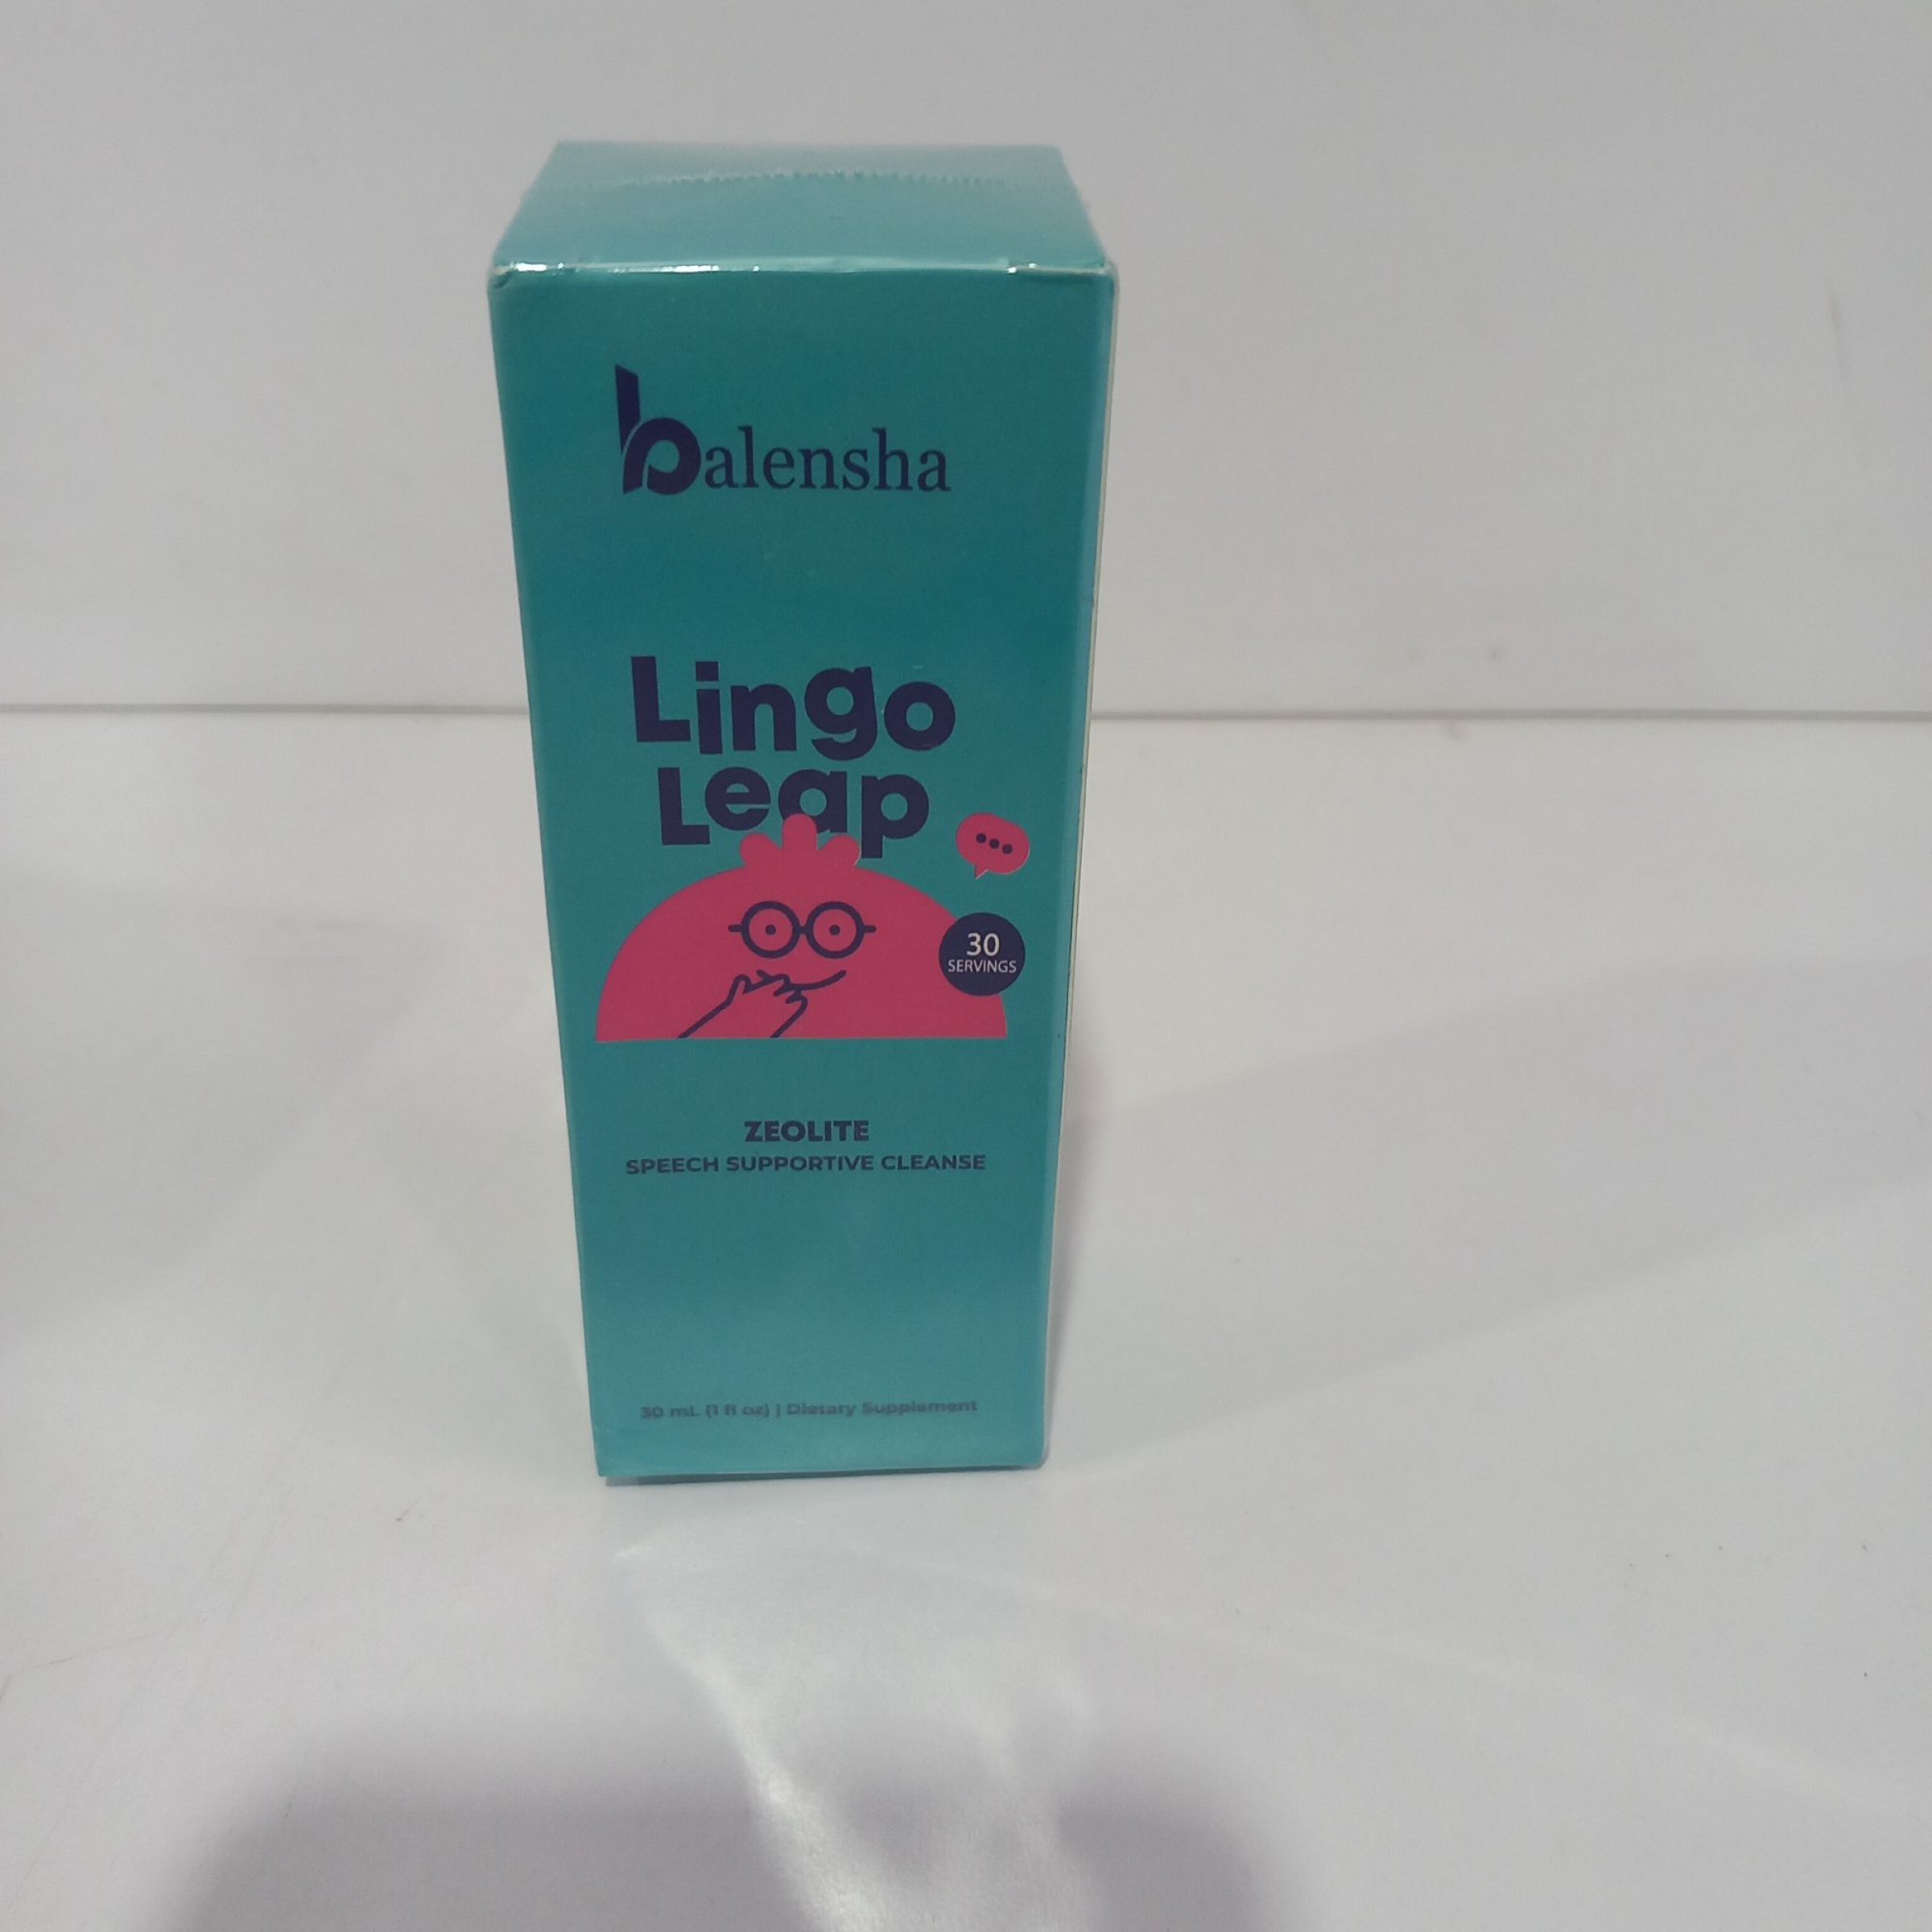 balensha
Lingo
Leap
30
SERVINGS
ZEOLITE
SPEECH SUPPORTIVE CLEANSE
30 mL (1 fl oz) | Dietary Supplement